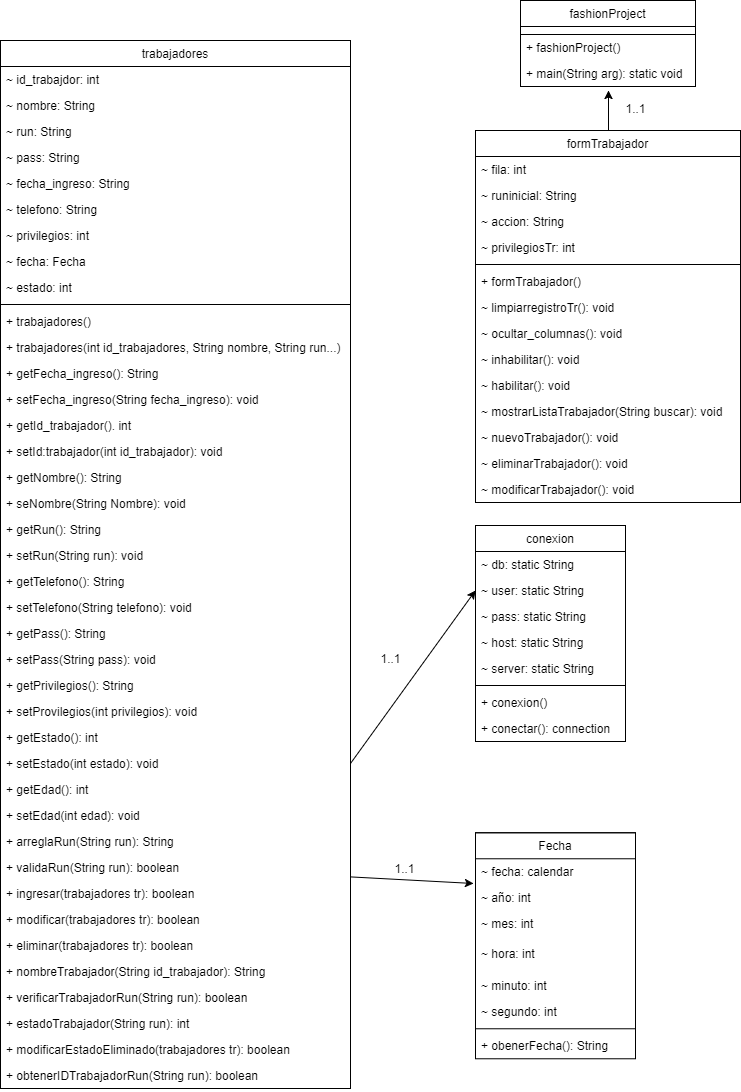 fashionProject
+ fashionProject()
+ main(String arg): static void
1..1
trabajadores
~ id_trabajdor: int
~ nombre: String
~ run: String
~ pass: String
~ fecha_ingreso: String
~ telefono: String
~ privilegios: int
~ fecha: Fecha
~ estado: int
+ trabajadores()
+ trabajadores(int id_trabajadores, String nombre, String run...)
+ getFecha_ingreso(): String
+ setFecha_ingreso(String fecha_ingreso): void
+ getId_trabajador(). int
+ setId:trabajador(int id_trabajador): void
+ getNombre(): String
+ seNombre(String Nombre): void
+ getRun(): String
+ setRun(String run): void
+ getTelefono(): String
+ setTelefono(String telefono): void
+ getPass(): String
+ setPass(String pass): void
+ getPrivilegios(): String
+ setProvilegios(int privilegios): void
+ getEstado(): int
+ setEstado(int estado): void
+ getEdad(): int
+ setEdad(int edad): void
+ arreglaRun(String run): String
+ validaRun(String run): boolean
+ ingresar(trabajadores tr): boolean
+ modificar(trabajadores tr): boolean
+ eliminar(trabajadores tr): boolean
+ nombreTrabajador(String id_trabajador): String
+ verificarTrabajadorRun(String run): boolean
+ estadoTrabajador(String run): int
+ modificarEstadoEliminado(trabajadores tr): boolean
+ obtenerIDTrabajadorRun(String run): boolean
formTrabajador
~ fila: int
~ runinicial: String
~ accion: String
~ privilegiosTr: int
+ formTrabajador()
~ limpiarregistroTr(): void
~ ocultar_columnas(): void
~ inhabilitar(): void
~ habilitar(): void
~ mostrarListaTrabajador(String buscar): void
~ nuevoTrabajador(): void
~ eliminarTrabajador(): void
~ modificarTrabajador(): void
1..1
conexion
~ db: static String
~ user: static String
~ pass: static String
~ host: static String
~ server: static String
+ conexion()
+ conectar(): connection
1..1
Fecha
~ fecha: calendar
~ año: int
~ mes: int
~ hora: int
~ minuto: int
~ segundo: int
+ obenerFecha(): String